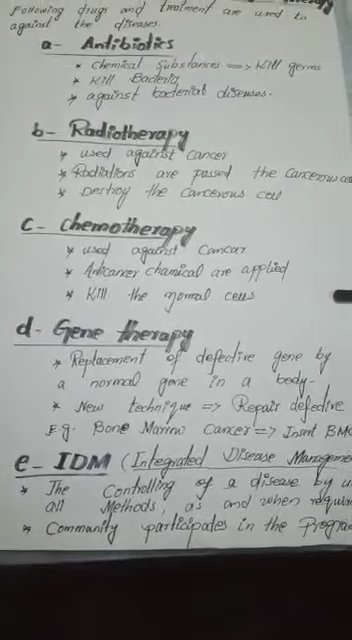 Following drugs and treatment are used to
against the diseases.
a- Antibiotics
* chemical substances => Kill germs
* Kill Bacteria
* against bacterial diseases.
b- Radiotherapy
* used against cancer
* Radiations are passed the Cancerous ce
* Destroy the Cancerous cell
c- Chemotherapy
* used against Cancar
* Anticancer chemical are applied
* Kill the normal cells
d- Gene therapy
* Replacement of defective gene by
a normal gene in a body-
* New technique => Repair defective
E.g. Bone Marrow Cancer => Insert BMC
e- IDM (Integrated Disease Manageme
* The Controlling of a disease by u
all Methods, as and when requir
* Community participates in the Progra